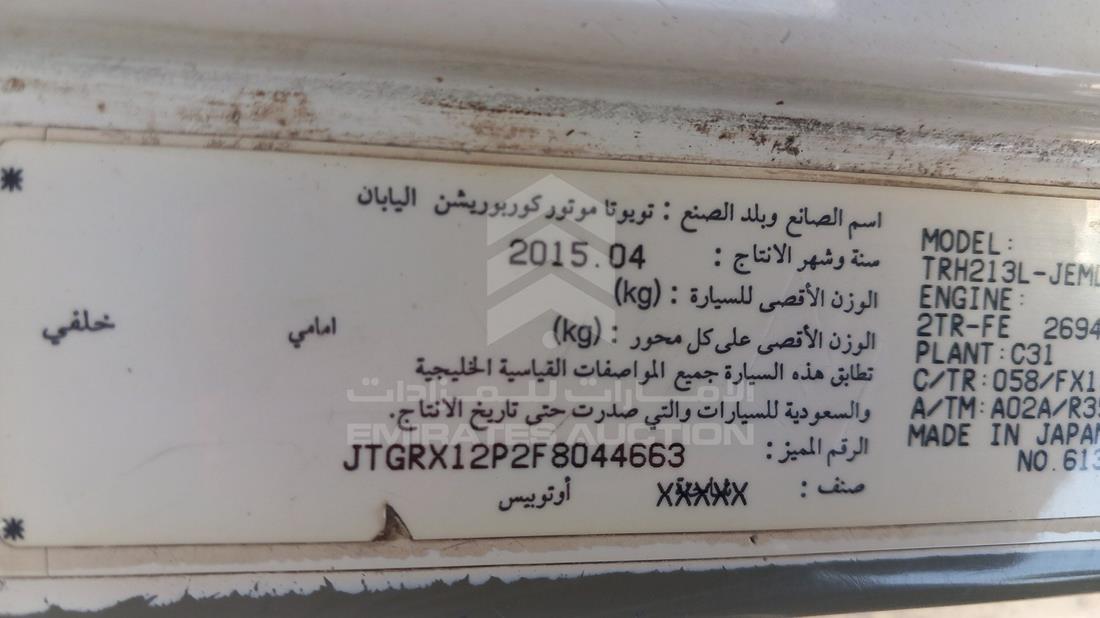 اسم الصانع وبلد الصنع : تويوتا موتور كوربوريشن اليابان
سنة وشهر الانتاج : 2015.04
الوزن الأقصى للسيارة : (kg)
الوزن الأقصى على كل محور : (kg) امامي خلفي
تطابق هذه السيارة جميع المواصفات القياسية الخليجية
والسعودية للسيارات والتي صدرت حتى تاريخ الانتاج.
الرقم المميز: JTGRX12P2F8044663
صنف : XXXXX أوتوبيس
MODEL:
TRH213L-JEM
ENGINE:
2TR-FE 2694
PLANT:C31
C/TR:058/FX1
A/TM:A02A/R3
MADE IN JAPAN
NO.613
الامارات للمزادات
EMIRATES AUCTION